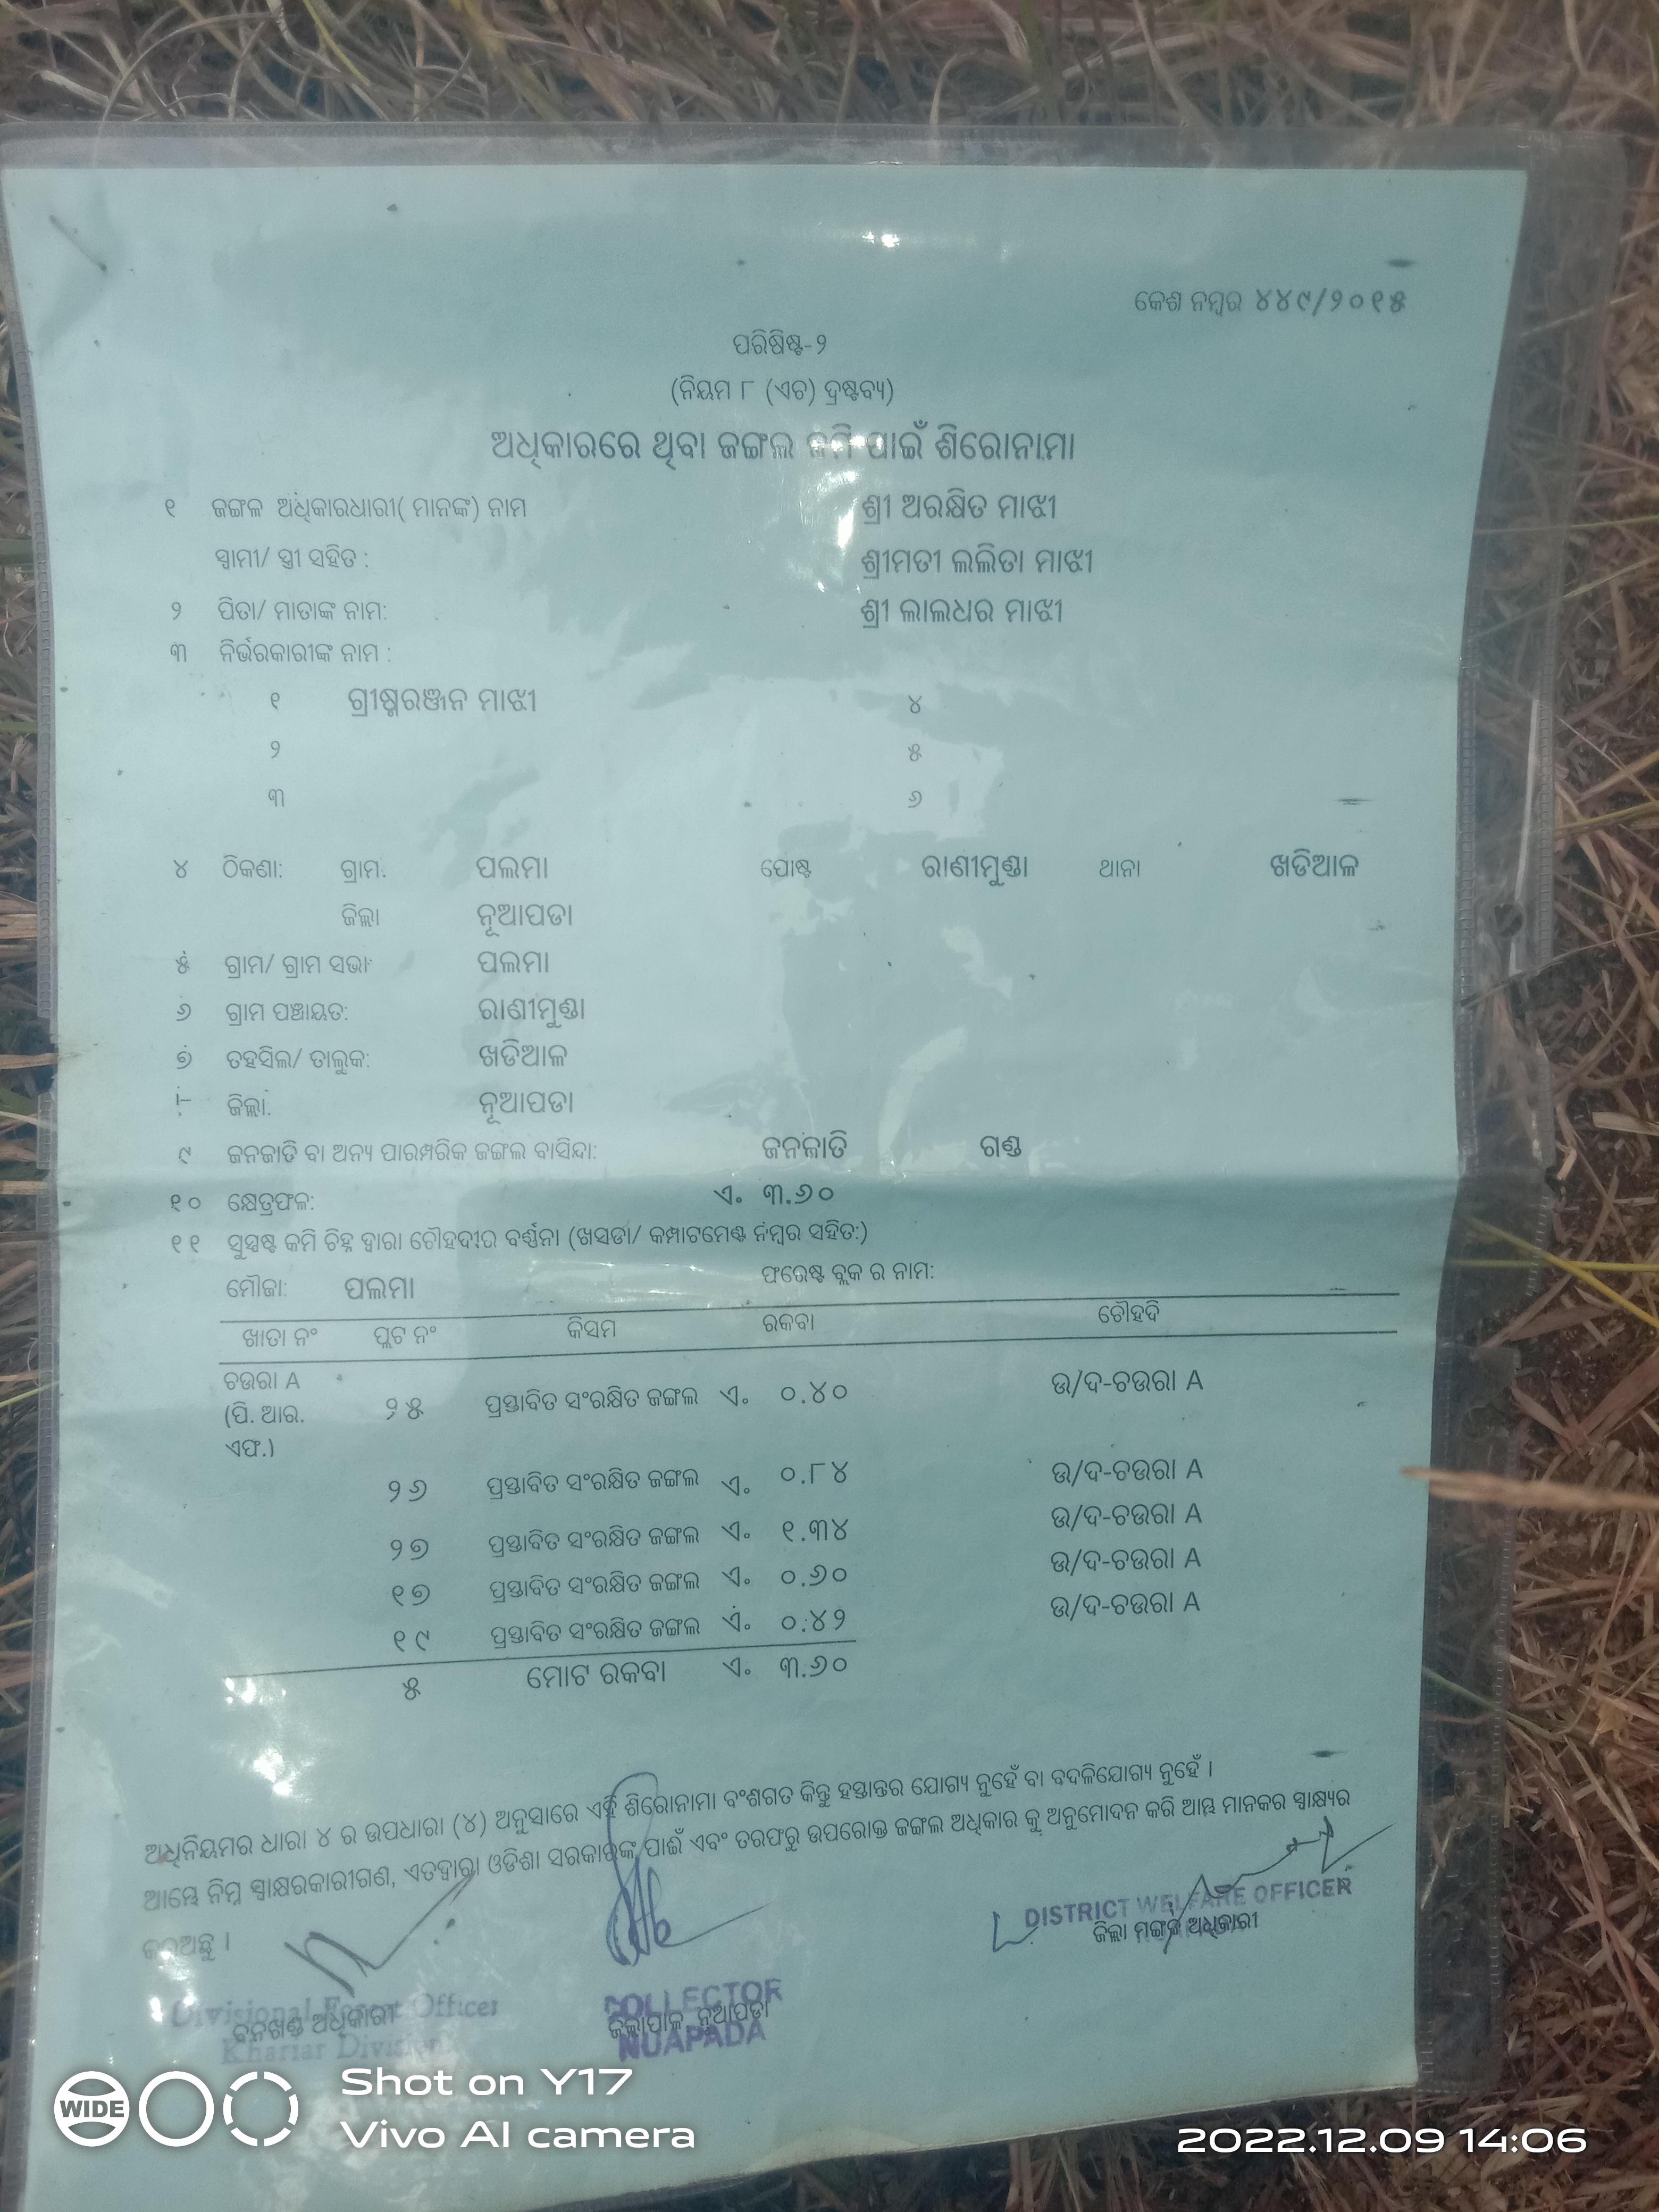 କେଶ ନମ୍ବର ୪୪୯/୨୦୧୫
ପରିଶିଷ୍ଟ-୨
(ନିୟମ ୮ (ଏଚ) ଦ୍ରଷ୍ଟବ୍ୟ)
ଅଧିକାରରେ ଥିବା ଜଙ୍ଗଲ ଜମି ପାଇଁ ଶିରୋନାମା
୧ ଜଙ୍ଗଳ ଅଧିକାରଧାରୀ( ମାନଙ୍କ) ନାମ ଶ୍ରୀ ଅରକ୍ଷିତ ମାଝୀ
ସ୍ୱାମୀ/ ସ୍ତ୍ରୀ ସହିତ : ଶ୍ରୀମତୀ ଲଲିତା ମାଝୀ
୨ ପିତା/ ମାତାଙ୍କ ନାମ: ଶ୍ରୀ ଲାଲଧର ମାଝୀ
୩ ନିର୍ଭରକାରୀଙ୍କ ନାମ :
୧ ଗ୍ରୀଷ୍ମରଞ୍ଜନ ମାଝୀ ୪
୨ ୫
୩ ୬
୪ ଠିକଣା: ଗ୍ରାମ. ପଲମା ପୋଷ୍ଟ ରାଣୀମୁଣ୍ଡା ଥାନା ଖଡିଆଳ
ଜିଲ୍ଲା ନୂଆପଡା
୫ ଗ୍ରାମ/ ଗ୍ରାମ ସଭା: ପଲମା
୬ ଗ୍ରାମ ପଞ୍ଚାୟତ: ରାଣୀମୁଣ୍ଡା
୭ ତହସିଲ/ ତାଲୁକ: ଖଡିଆଳ
୮ ଜିଲ୍ଲା. ନୂଆପଡା
୯ ଜନଜାତି ବା ଅନ୍ୟ ପାରମ୍ପରିକ ଜଙ୍ଗଲ ବାସିନ୍ଦା: ଜନଜାତି ଗଣ୍ଡ
୧୦ କ୍ଷେତ୍ରଫଳ: ଏ. ୩.୬୦
୧୧ ସୁସ୍ପଷ୍ଟ ଜମି ଚିହ୍ନ ଦ୍ୱାରା ଚୌହଦୀର ବର୍ଣ୍ଣନା (ଖସଡା/ କମ୍ପାଟମେଣ୍ଟ ନଂମ୍ବର ସହିତ:)
ମୌଜା: ପଲମା ଫରେଷ୍ଟ ବ୍ଲକ ର ନାମ:
ଖାତା ନଂ ପ୍ଲଟ ନଂ କିସମ ରକବା ଚୌହଦି
ଚଉରା A
(ପି. ଆର. ୨୫ ପ୍ରସ୍ତାବିତ ସଂରକ୍ଷିତ ଜଙ୍ଗଲ ଏ. ୦.୪୦ ଉ/ଦ-ଚଉରା A
ଏଫ.)
୨୬ ପ୍ରସ୍ତାବିତ ସଂରକ୍ଷିତ ଜଙ୍ଗଲ ଏ. ୦.୮୪ ଉ/ଦ-ଚଉରା A
୨୭ ପ୍ରସ୍ତାବିତ ସଂରକ୍ଷିତ ଜଙ୍ଗଲ ଏ. ୧.୩୪ ଉ/ଦ-ଚଉରା A
୧୭ ପ୍ରସ୍ତାବିତ ସଂରକ୍ଷିତ ଜଙ୍ଗଲ ଏ. ୦.୬୦ ଉ/ଦ-ଚଉରା A
୧୯ ପ୍ରସ୍ତାବିତ ସଂରକ୍ଷିତ ଜଙ୍ଗଲ ଏ. ୦.୪୨ ଉ/ଦ-ଚଉରା A
୫ ମୋଟ ରକବା ଏ. ୩.୬୦
ଅଧିନିୟମର ଧାରା ୪ ର ଉପଧାରା (୪) ଅନୁସାରେ ଏହି ଶିରୋନାମା ବଂଶଗତ କିନ୍ତୁ ହସ୍ତାନ୍ତର ଯୋଗ୍ୟ ନୁହେଁ ବା ବଦଳିଯୋଗ୍ୟ ନୁହେଁ ।
ଆମ୍ଭେ ନିମ୍ନ ସ୍ୱାକ୍ଷରକାରୀଗଣ, ଏତଦ୍ୱାରା ଓଡିଶା ସରକାରଙ୍କ ପାଇଁ ଏବଂ ତରଫରୁ ଉପରୋକ୍ତ ଜଙ୍ଗଲ ଅଧିକାର କୁ ଅନୁମୋଦନ କରି ଆମ୍ଭ ମାନକର ସ୍ୱାକ୍ଷ୍ୟର
କରୁଅଛୁ ।
DISTRICT WELFARE OFFICER
ଜିଲ୍ଲା ମଙ୍ଗଳ ଅଧିକାରୀ
Divisional Forest Officer
ବନଖଣ୍ଡ ଅଧିକାରୀ
Khariar Division
COLLECTOR
ଜିଲ୍ଲାପାଳ, ନୂଆପଡା
NUAPADA
WIDE
Shot on Y17
Vivo AI camera
2022.12.09 14:06